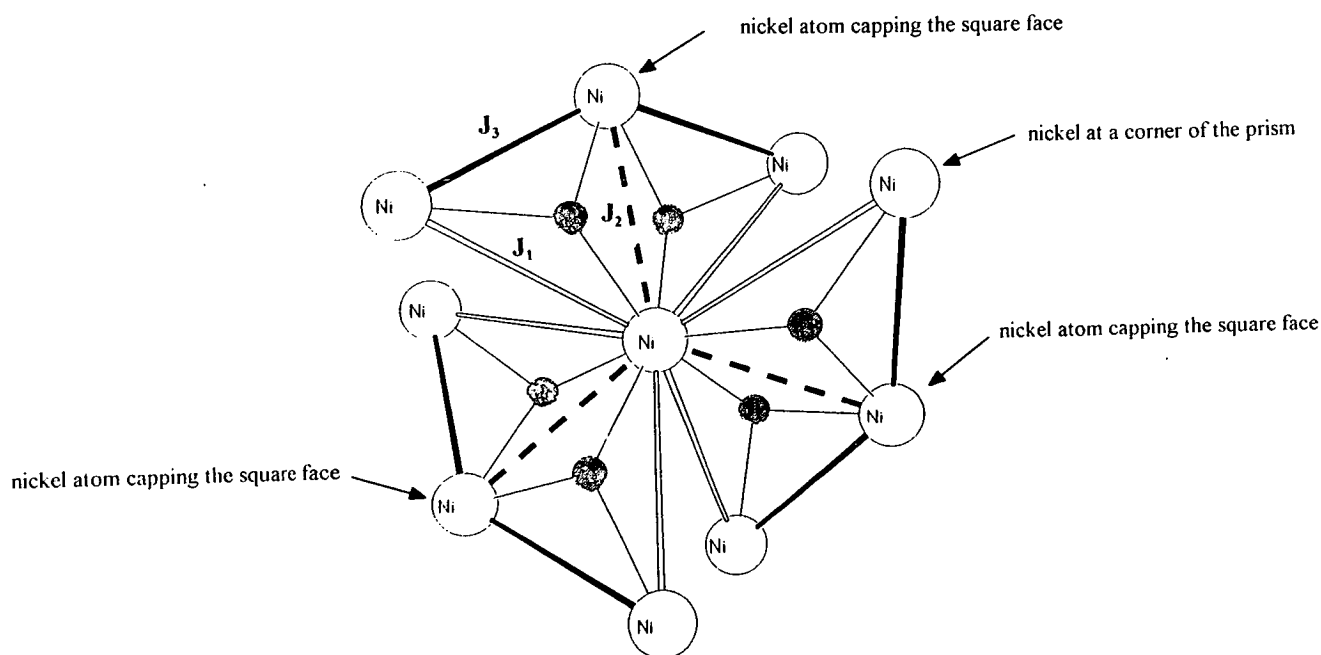 nickel atom capping the square face
Ni
J3
nickel at a corner of the prism
Ni
Ni
Ni
J2
J1
Ni
nickel atom capping the square face
Ni
Ni
nickel atom capping the square face
Ni
Ni
Ni